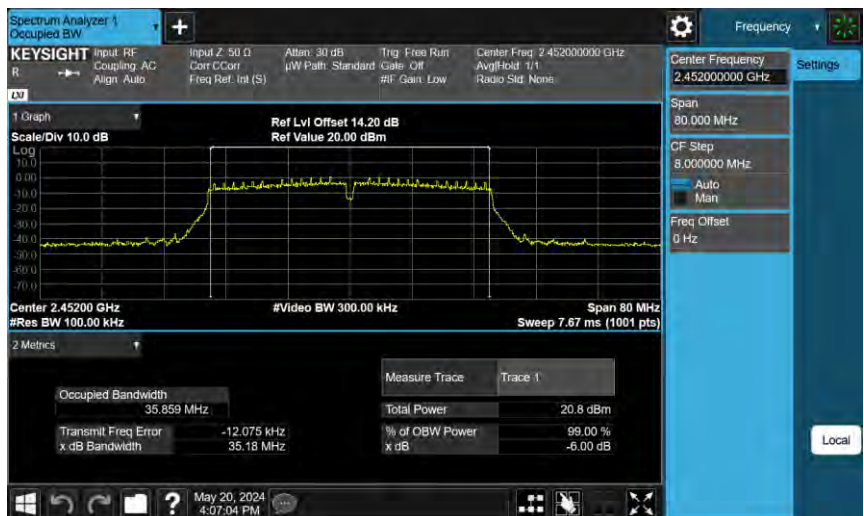 Spectrum Analyzer 1
Occupied BW
+
Frequency
KEYSIGHT
R
LXI
Input: RF
Coupling: AC
Align: Auto
Input Z: 50 Ω
Corr CCorr
Freq Ref: Int (S)
Atten: 30 dB
µW Path: Standard
Trig: Free Run
Gate: Off
#IF Gain: Low
Center Freq: 2.452000000 GHz
Avg|Hold: 1/1
Radio Std: None
Center Frequency
2.452000000 GHz
Settings
Span
80.000 MHz
CF Step
8.000000 MHz
Auto
Man
Freq Offset
0 Hz
1 Graph
Scale/Div 10.0 dB
Ref Lvl Offset 14.20 dB
Ref Value 20.00 dBm
Log
10.0
0.00
-10.0
-20.0
-30.0
-40.0
-50.0
-60.0
-70.0
Center 2.45200 GHz
#Video BW 300.00 kHz
Span 80 MHz
#Res BW 100.00 kHz
Sweep 7.67 ms (1001 pts)
2 Metrics
Measure Trace
Trace 1
Occupied Bandwidth
35.859 MHz
Total Power
20.8 dBm
Transmit Freq Error
-12.075 kHz
% of OBW Power
99.00 %
x dB Bandwidth
35.18 MHz
x dB
-6.00 dB
Local
?
May 20, 2024
4:07:04 PM